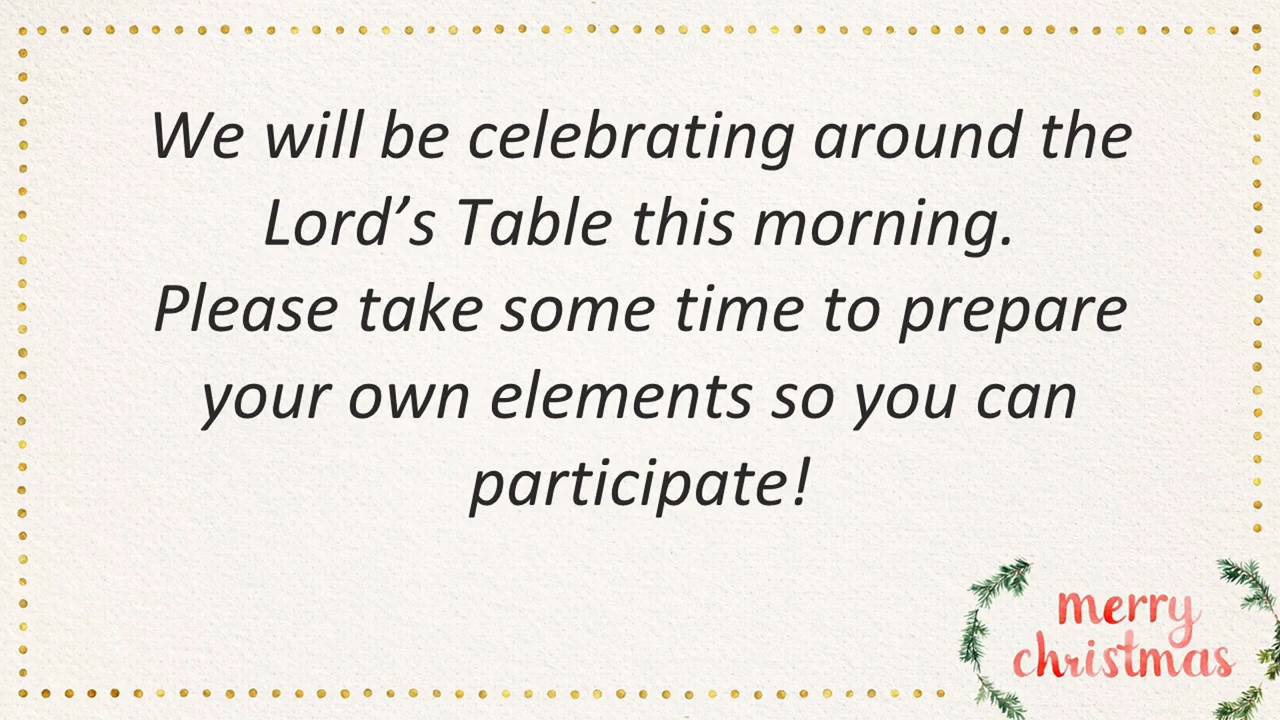 We will be celebrating around the
Lord’s Table this morning.
Please take some time to prepare
your own elements so you can
participate!
merry
christmas